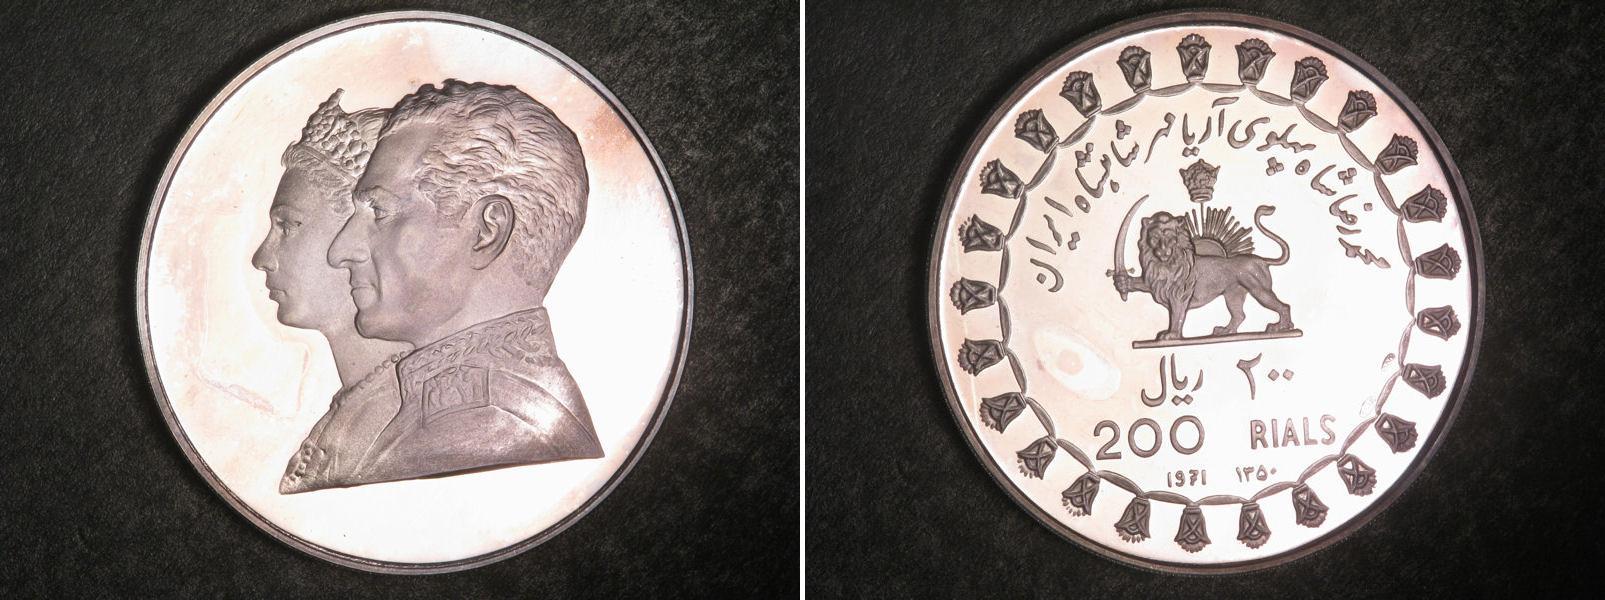 محمدرضا شاه پهلوی آریامهر شاهنشاه ایران
۲۰۰ ریال
200 RIALS
1971 ۱۳۵۰